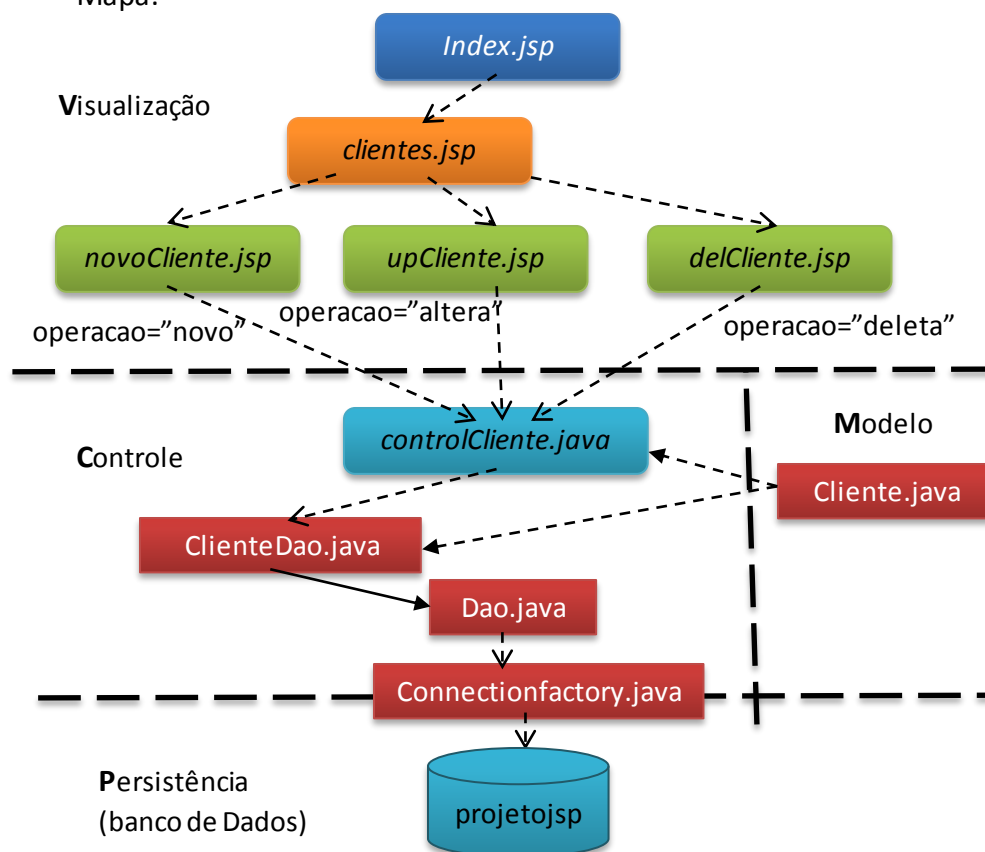 Mapa:
Index.jsp
Visualização
clientes.jsp
novoCliente.jsp
upCliente.jsp
delCliente.jsp
operacao=”novo”
operacao=”altera”
operacao=”deleta”
controlCliente.java
Modelo
Controle
Cliente.java
ClienteDao.java
Dao.java
Connectionfactory.java
Persistência
(banco de Dados)
projetojsp